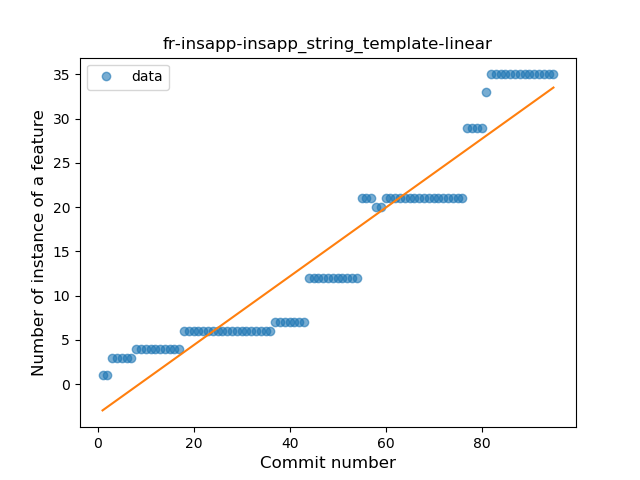 fr-insapp-insapp_string_template-linear
data
Number of instance of a feature
35
30
25
20
15
10
5
0
0 20 40 60 80
Commit number